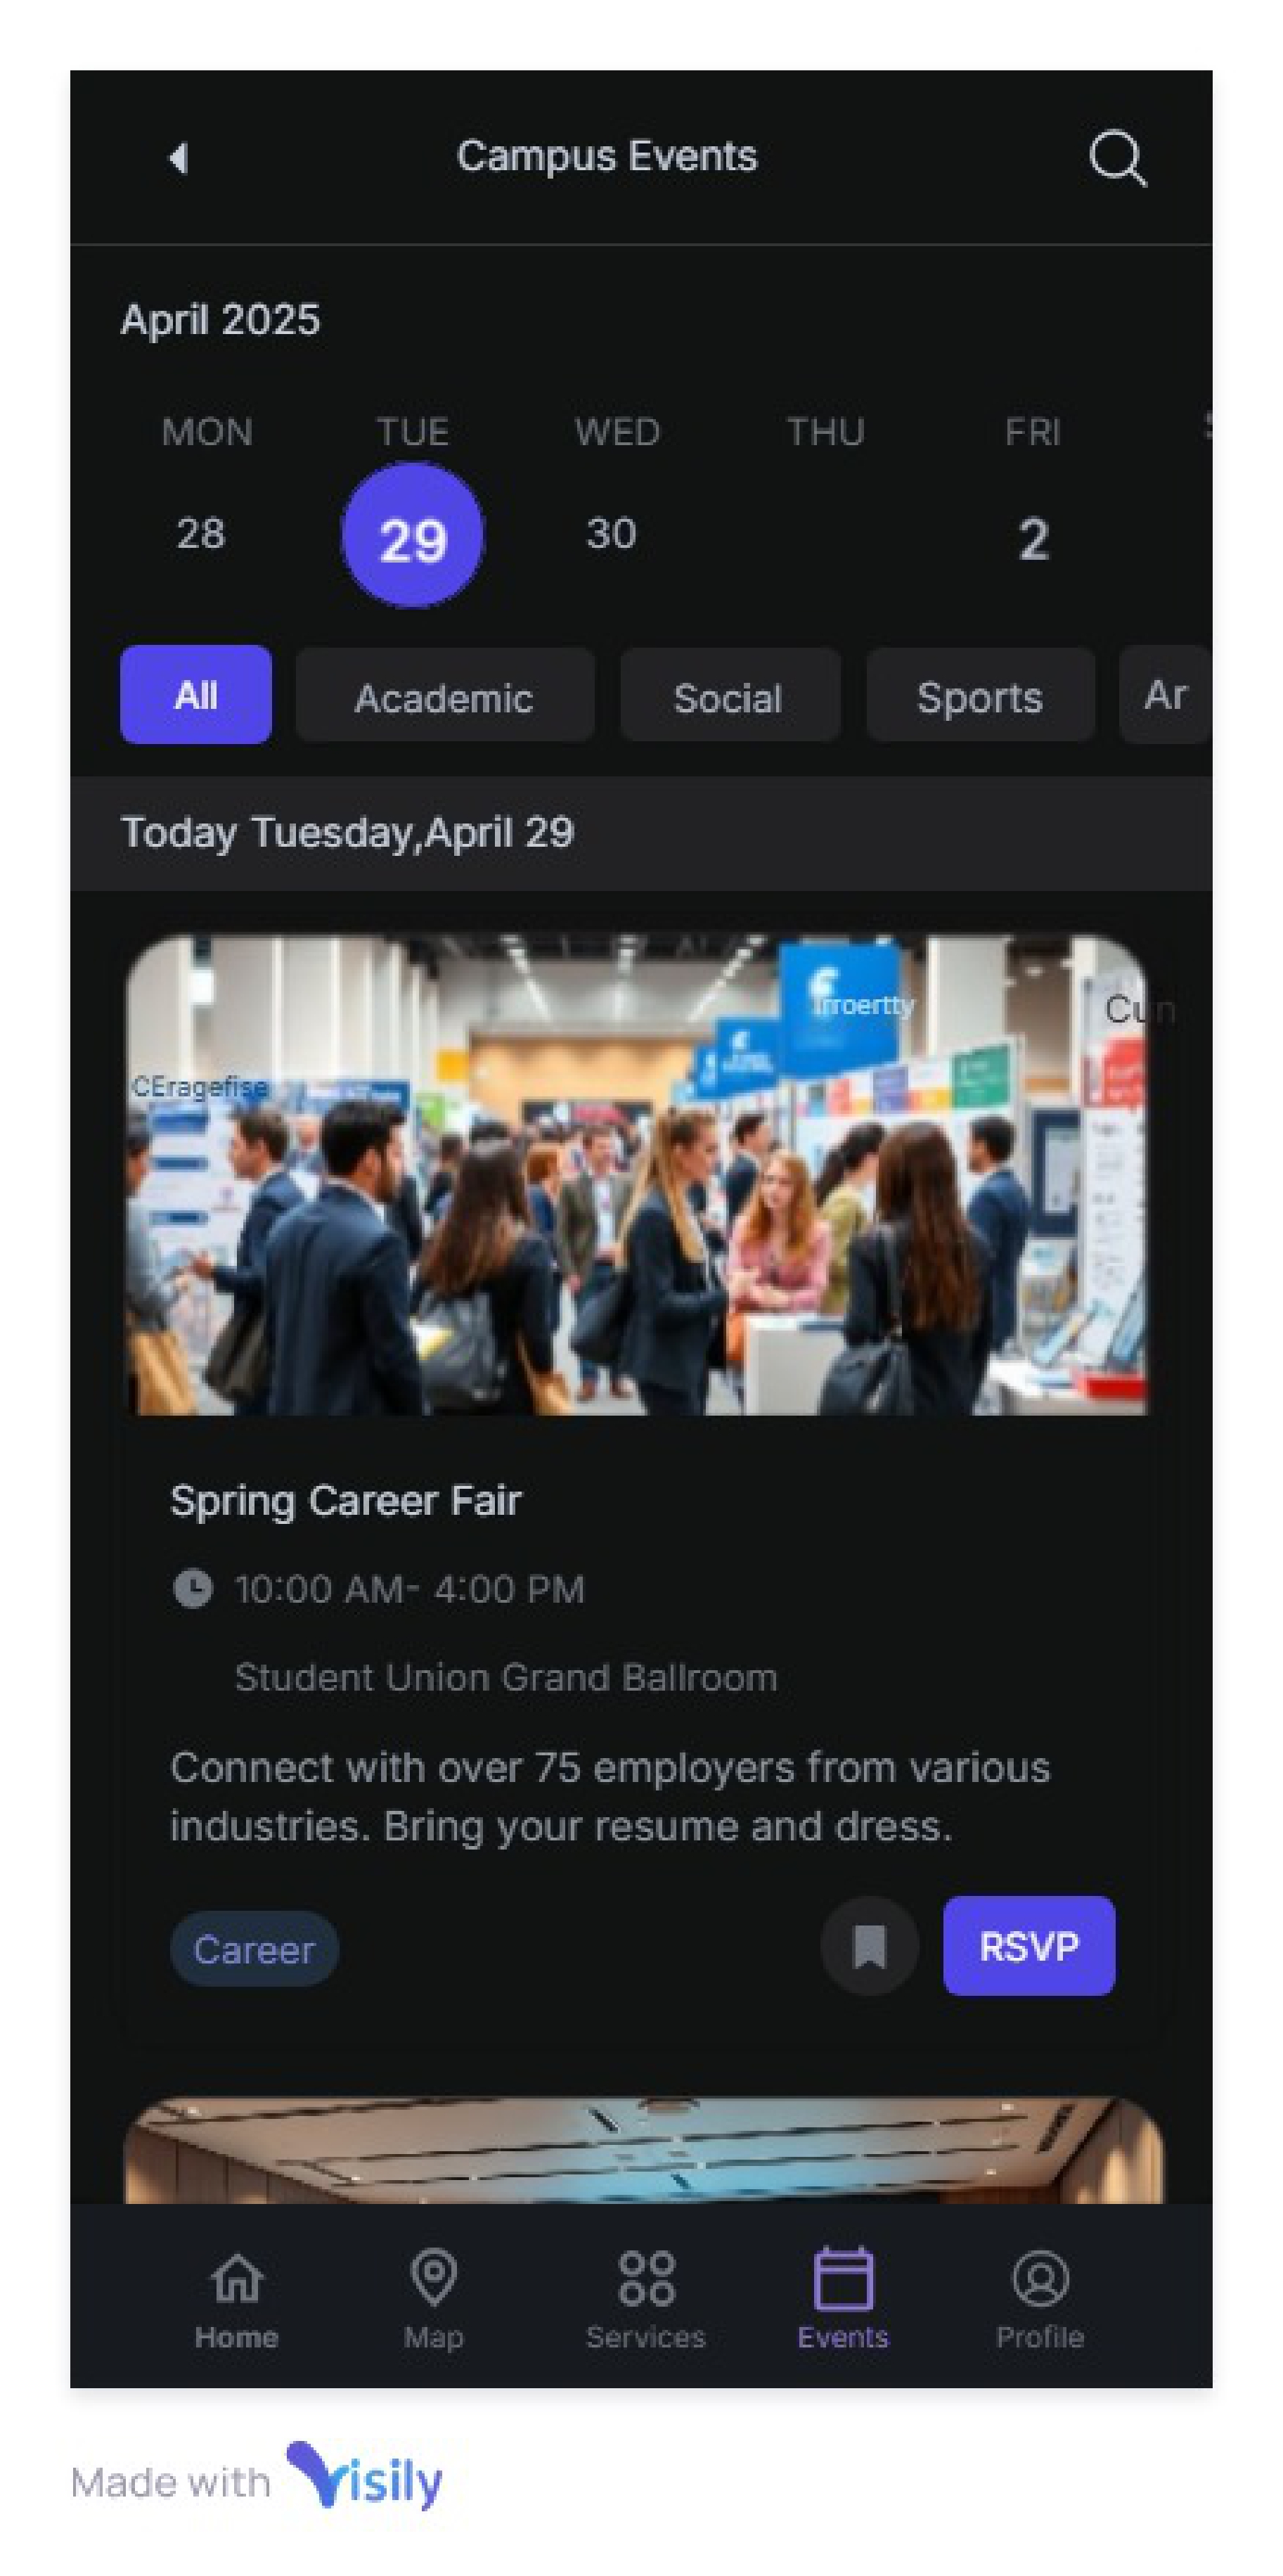 Campus Events
April 2025
MON TUE WED THU FRI
28 29 30 2
All Academic Social Sports Ar
Today Tuesday,April 29
Irroertty
Cun
CEragefise
Spring Career Fair
10:00 AM- 4:00 PM
Student Union Grand Ballroom
Connect with over 75 employers from various
industries. Bring your resume and dress.
Career RSVP
Home Map Services Events Profile
Made with Visily